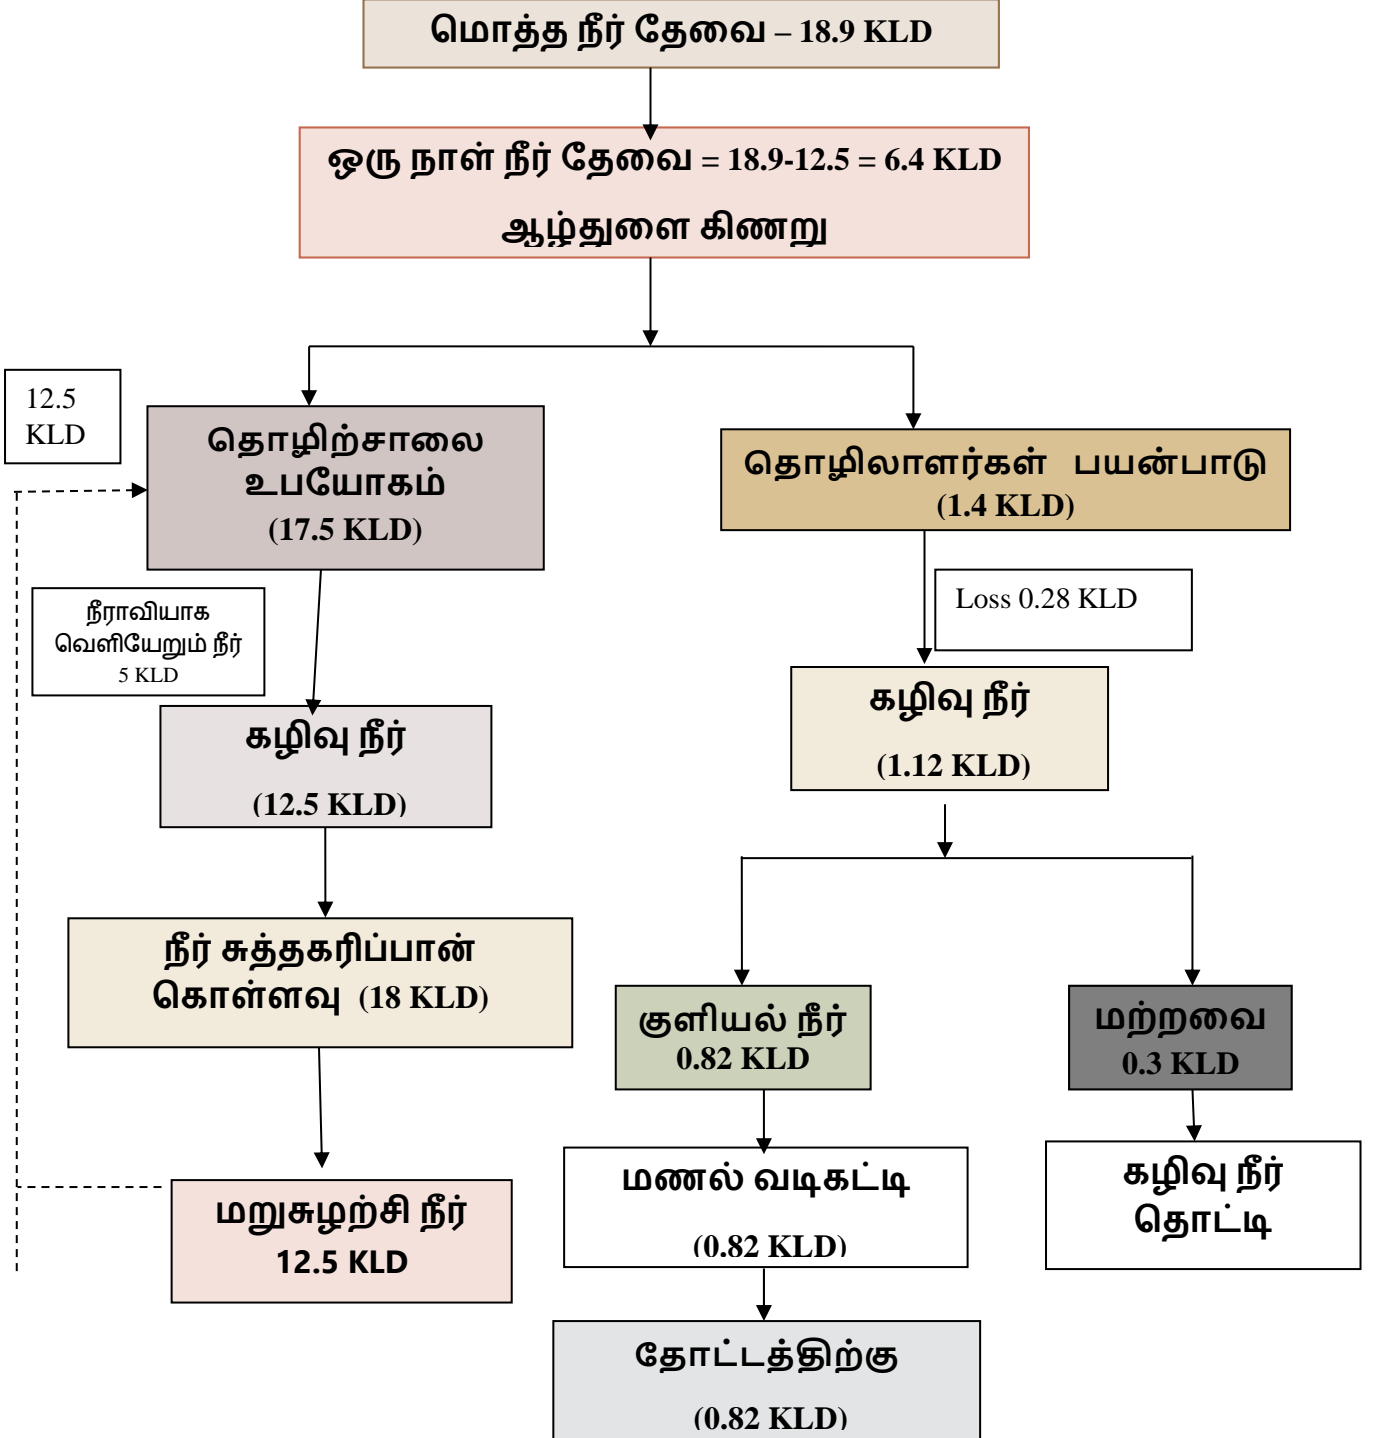 மொத்த நீர் தேவை – 18.9 KLD
ஒரு நாள் நீர் தேவை = 18.9-12.5 = 6.4 KLD
ஆழ்துளை கிணறு
12.5
KLD
தொழிற்சாலை
உபயோகம்
(17.5 KLD)
தொழிலாளர்கள் பயன்பாடு
(1.4 KLD)
நீராவியாக
வெளியேறும் நீர்
5 KLD
Loss 0.28 KLD
கழிவு நீர்
(12.5 KLD)
கழிவு நீர்
(1.12 KLD)
நீர் சுத்தகரிப்பான்
கொள்ளவு (18 KLD)
குளியல் நீர்
0.82 KLD
மற்றவை
0.3 KLD
மறுசுழற்சி நீர்
12.5 KLD
மணல் வடிகட்டி
(0.82 KLD)
கழிவு நீர்
தொட்டி
தோட்டத்திற்கு
(0.82 KLD)